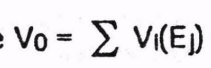 V₀ = ∑ Vᵢ(Eⱼ)